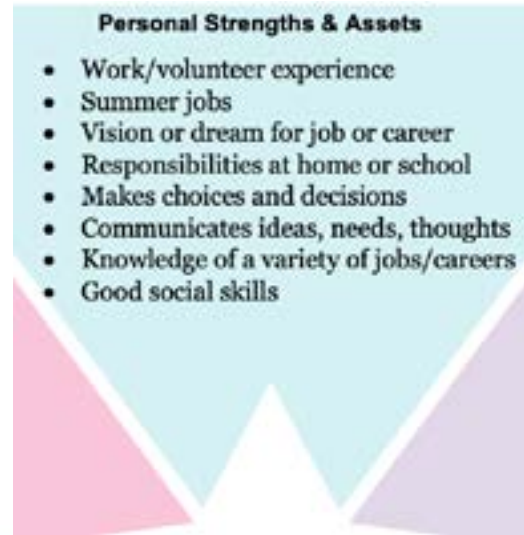 Personal Strengths & Assets
• Work/volunteer experience
• Summer jobs
• Vision or dream for job or career
• Responsibilities at home or school
• Makes choices and decisions
• Communicates ideas, needs, thoughts
• Knowledge of a variety of jobs/careers
• Good social skills